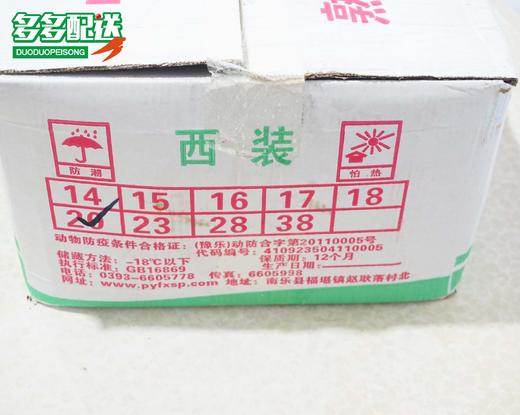 多多配送
DUODUOPEISONG
西装
防潮
怕热
14 15 16 17 18
20 23 28 38
动物防疫条件合格证：(豫乐)动防合字第20110005号
代码编号：410923504110005
储藏方法：-18℃以下 保质期：12个月
执行标准：GB16869 生产日期：
电话：0393-6605778 传真：6605998
网址：www.pyfxsp.com 地址：南乐县福堪镇赵耿落村北